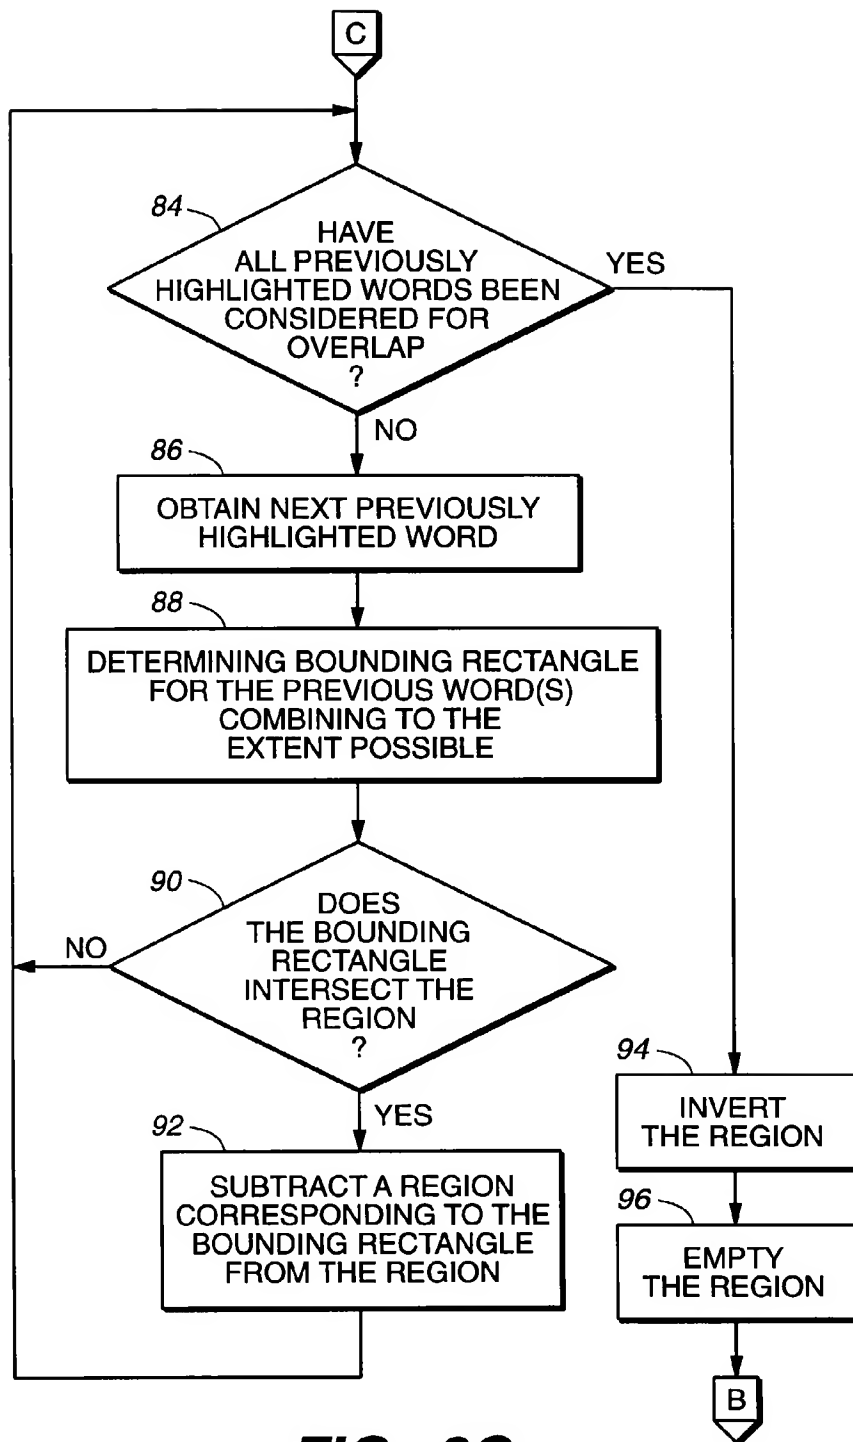 C
84
HAVE
ALL PREVIOUSLY
HIGHLIGHTED WORDS BEEN
CONSIDERED FOR
OVERLAP
?
YES
NO
86
OBTAIN NEXT PREVIOUSLY
HIGHLIGHTED WORD
88
DETERMINING BOUNDING RECTANGLE
FOR THE PREVIOUS WORD(S)
COMBINING TO THE
EXTENT POSSIBLE
90
DOES
THE BOUNDING
RECTANGLE
INTERSECT THE
REGION
?
NO
YES
92
SUBTRACT A REGION
CORRESPONDING TO THE
BOUNDING RECTANGLE
FROM THE REGION
94
INVERT
THE REGION
96
EMPTY
THE REGION
B